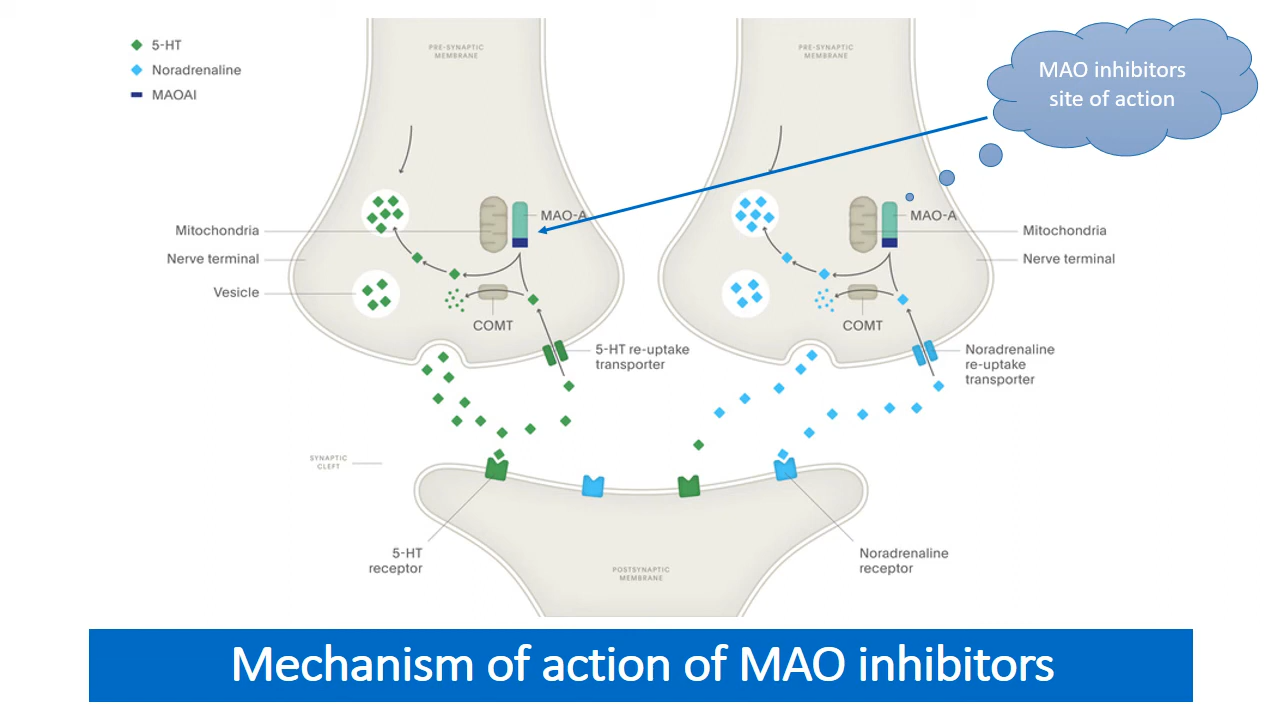 5-HT
Noradrenaline
MAOAI
PRE-SYNAPTIC
MEMBRANE
PRE-SYNAPTIC
MEMBRANE
MAO inhibitors
site of action
MAO-A
MAO-A
Mitochondria
Nerve terminal
Vesicle
Mitochondria
Nerve terminal
COMT
COMT
5-HT re-uptake
transporter
Noradrenaline
re-uptake
transporter
SYNAPTIC
CLEFT
5-HT
receptor
Noradrenaline
receptor
POSTSYNAPTIC
MEMBRANE
Mechanism of action of MAO inhibitors